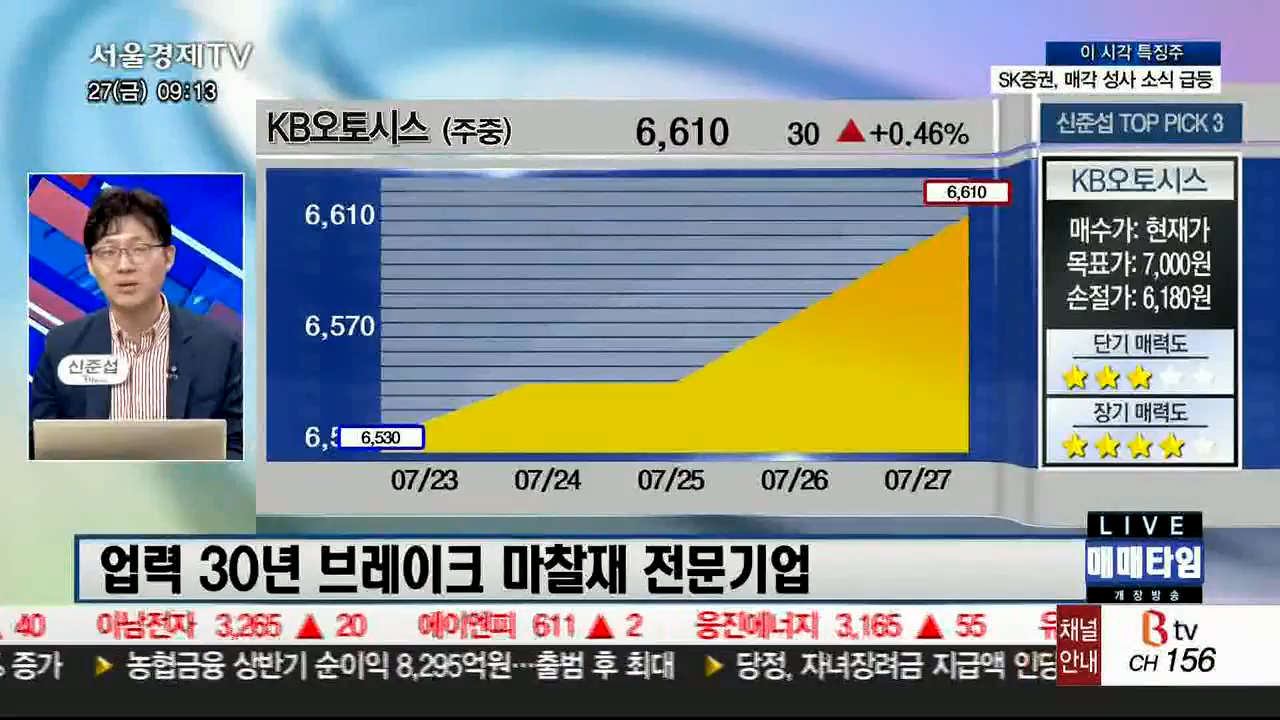 서울경제TV
27(금) 09:13
이 시각 특징주
SK증권, 매각 성사 소식 급등
KB오토시스 (주중) 6,610 30 ▲+0.46%
신준섭 TOP PICK 3
KB오토시스
매수가: 현재가
목표가: 7,000원
손절가: 6,180원
단기 매력도
장기 매력도
6,610
6,610
6,570
6,530
07/23 07/24 07/25 07/26 07/27
신준섭
업력 30년 브레이크 마찰재 전문기업
LIVE
매매타임
개장방송
▲ 40 아남전자 3,265 ▲ 20 에이엔피 611 ▲ 2 웅진에너지 3,165 ▲ 55
% 증가 ▶ 농협금융 상반기 순이익 8,295억원…출범 후 최대 ▶ 당정, 자녀장려금 지급액 인당
채널
안내
B tv
CH 156